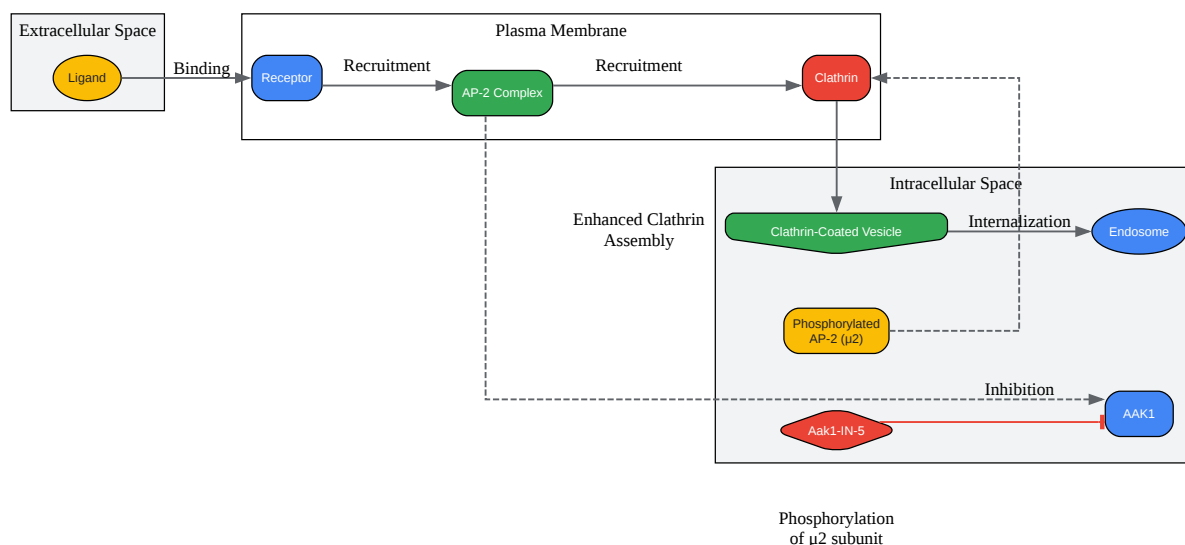 Extracellular Space
Plasma Membrane
Ligand
Binding
Receptor
Recruitment
AP-2 Complex
Recruitment
Clathrin
Intracellular Space
Enhanced Clathrin
Assembly
Clathrin-Coated Vesicle
Internalization
Endosome
Phosphorylated
AP-2 (μ2)
Inhibition
AAK1
Aak1-IN-5
Phosphorylation
of μ2 subunit